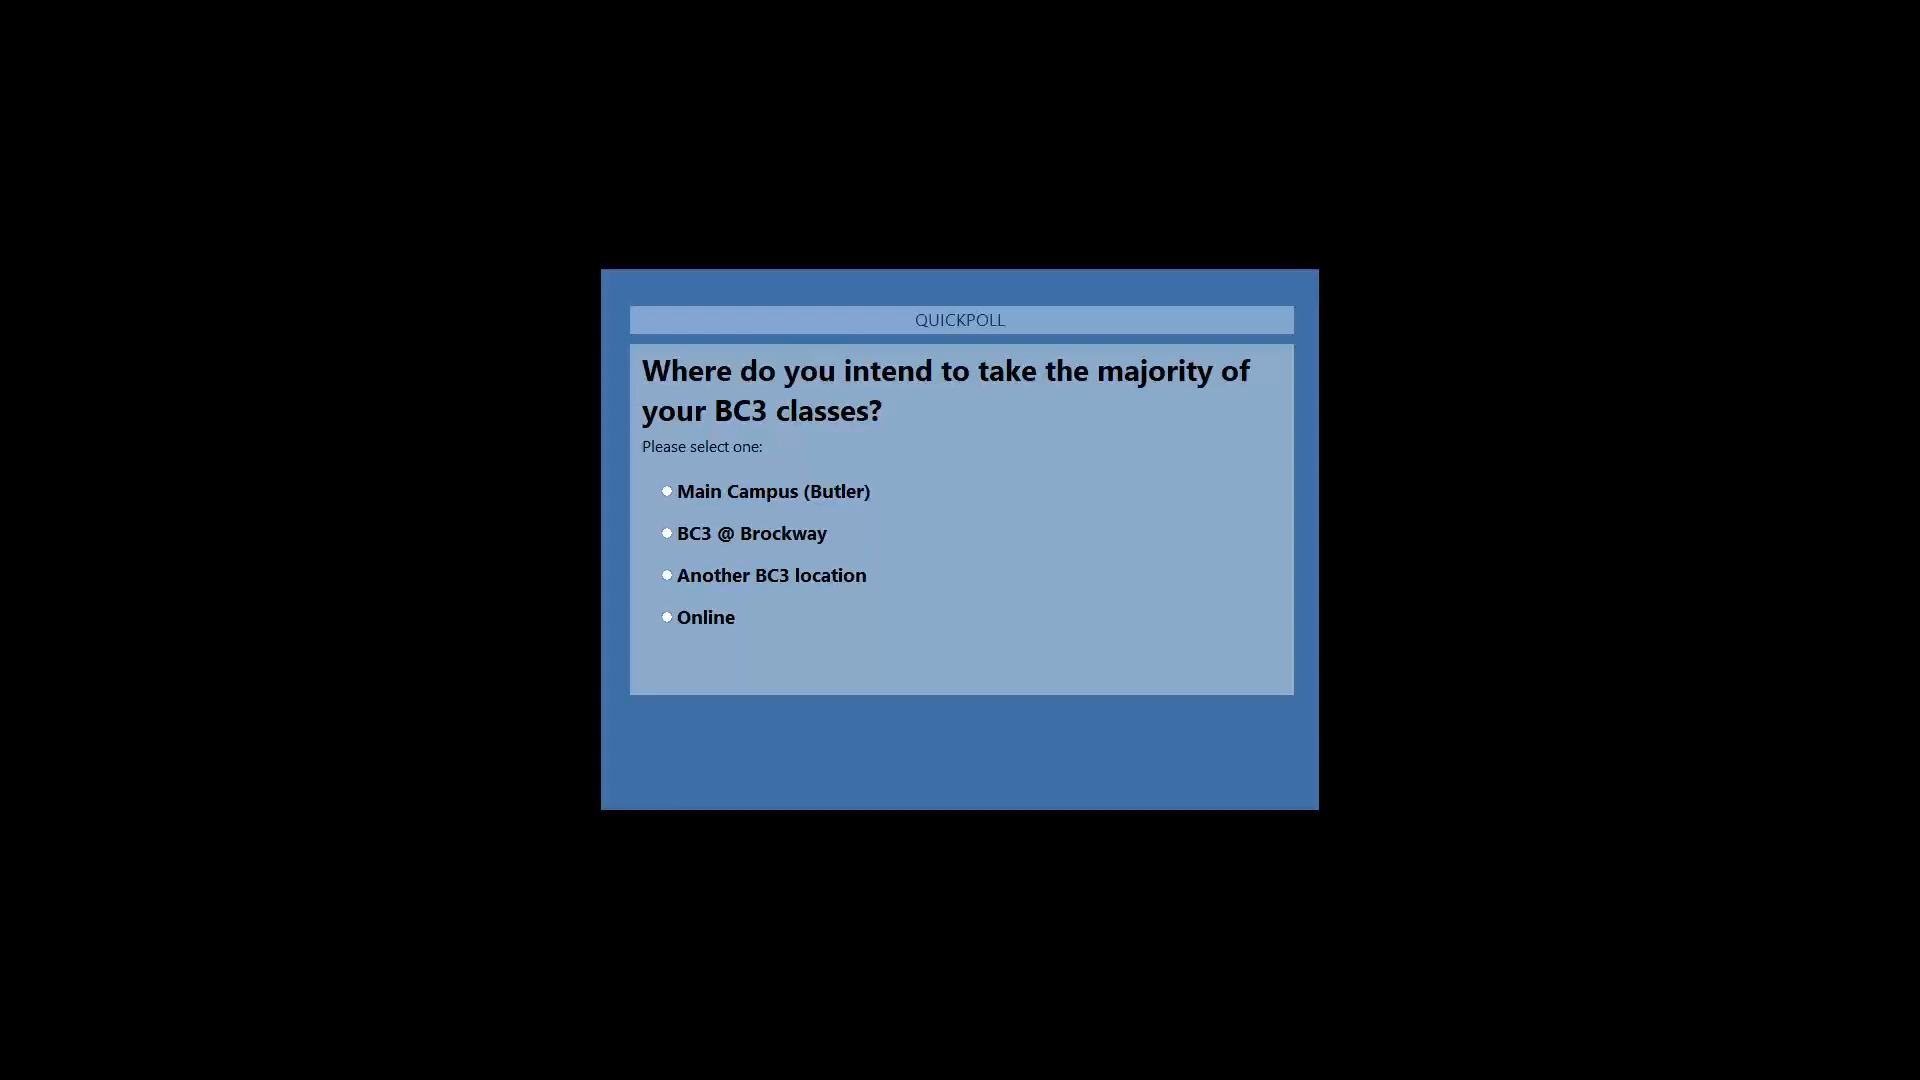 QUICKPOLL
Where do you intend to take the majority of
your BC3 classes?
Please select one:
Main Campus (Butler)
BC3 @ Brockway
Another BC3 location
Online